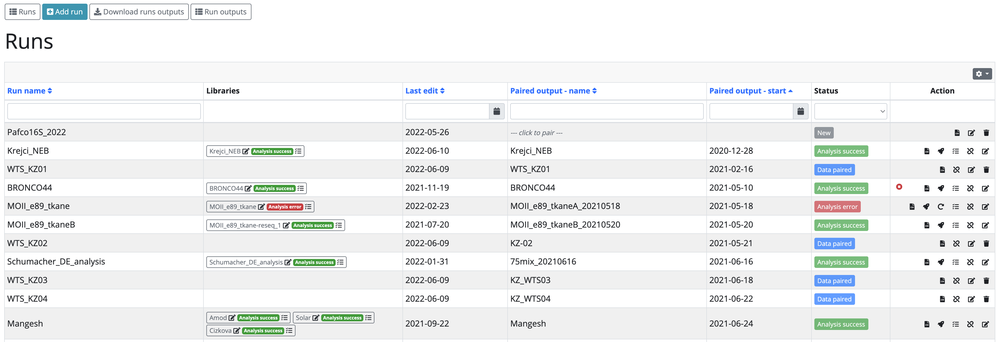 Runs Add run Download runs outputs Run outputs
Runs
Run name Libraries Last edit Paired output - name Paired output - start Status Action
Pafco16S_2022 2022-05-26 --- click to pair --- New
Krejci_NEB Krejci_NEB Analysis success 2022-06-10 Krejci_NEB 2020-12-28 Analysis success
WTS_KZ01 2022-06-09 WTS_KZ01 2021-02-16 Data paired
BRONCO44 BRONCO44 Analysis success 2021-11-19 BRONCO44 2021-05-10 Analysis success
MOII_e89_tkane MOII_e89_tkane Analysis error 2022-02-23 MOII_e89_tkaneA_20210518 2021-05-18 Analysis error
MOII_e89_tkaneB MOII_e89_tkane-reseq_1 Analysis success 2021-07-20 MOII_e89_tkaneB_20210520 2021-05-20 Analysis success
WTS_KZ02 2022-06-09 KZ-02 2021-05-21 Data paired
Schumacher_DE_analysis Schumacher_DE_analysis Analysis success 2022-01-31 75mix_20210616 2021-06-16 Analysis success
WTS_KZ03 2022-06-09 KZ_WTS03 2021-06-18 Data paired
WTS_KZ04 2022-06-09 KZ_WTS04 2021-06-22 Data paired
Amod Analysis success Solar Analysis success
Mangesh 2021-09-22 Mangesh 2021-06-24 Analysis success
Cizkova Analysis success